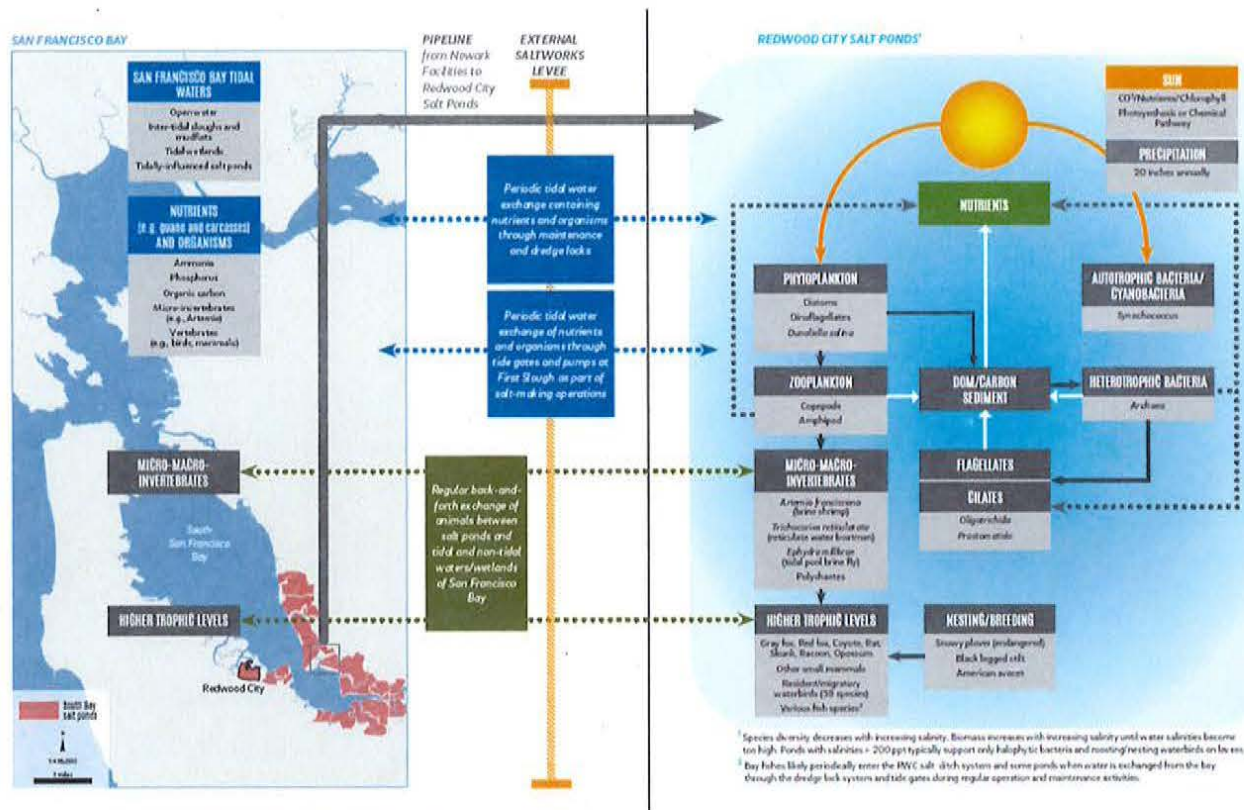 SAN FRANCISCO BAY
SAN FRANCISCO BAY TIDAL
WATERS
Open water
Inter-tidal sloughs and
mudflats
Tidal wetlands
Tidally-influenced salt ponds
NUTRIENTS
(e.g. guano and carcasses)
AND ORGANISMS
Ammonia
Phosphorus
Organic carbon
Micro-invertebrates
(e.g., Artemia)
Vertebrates
(e.g., birds, mammals)
MICRO-MACRO-
INVERTEBRATES
South
San Francisco
Bay
HIGHER TROPHIC LEVELS
Redwood City
South Bay
salt ponds
PIPELINE
from Newark
Facilities to
Redwood City
Salt Ponds
EXTERNAL
SALTWORKS
LEVEE
Periodic tidal water
exchange containing
nutrients and organisms
through maintenance
and dredge locks
Periodic tidal water
exchange of nutrients
and organisms through
tide gates and pumps at
First Slough as part of
salt-making operations
Regular back-and-
forth exchange of
animals between
salt ponds and
tidal and non-tidal
waters/wetlands
of San Francisco
Bay
REDWOOD CITY SALT PONDS¹
SUN
CO²/Nutrients/Chlorophyll
Photosynthesis or Chemical
Pathway
PRECIPITATION
20 inches annually
NUTRIENTS
PHYTOPLANKTON
Diatoms
Dinoflagellates
Dunaliella salina
AUTOTROPHIC BACTERIA/
CYANOBACTERIA
Synechococcus
ZOOPLANKTON
Copepods
Amphipod
DOM/CARBON
SEDIMENT
HETEROTROPHIC BACTERIA
Archaea
MICRO-MACRO-
INVERTEBRATES
Artemia franciscana
(brine shrimp)
Trichocorixa reticulata
(reticulate water boatman)
Ephydra millbrae
(tidal pool brine fly)
Polychaetes
FLAGELLATES
CILATES
Oligotrichida
Prostomatida
HIGHER TROPHIC LEVELS
Gray fox, Red fox, Coyote, Rat,
Skunk, Racoon, Opossum
Other small mammals
Resident/migratory
waterbirds (58 species)
Various fish species²
NESTING/BREEDING
Snowy plover (endangered)
Black legged stilt
American avocet
¹ Species diversity decreases with increasing salinity. Biomass increases with increasing salinity until water salinities become
too high. Ponds with salinities > 200 ppt typically support only halophytic bacteria and roosting/nesting waterbirds on levees.
² Bay fishes likely periodically enter the RWC salt ditch system and some ponds when water is exchanged from the bay
through the dredge lock system and tide gates during regular operation and maintenance activities.